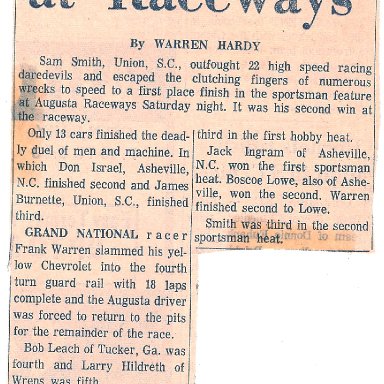 at Raceways
By WARREN HARDY
Sam Smith, Union, S.C., outfought 22 high speed racing
daredevils and escaped the clutching fingers of numerous
wrecks to speed to a first place finish in the sportsman feature
at Augusta Raceways Saturday night. It was his second win at
the raceway.
Only 13 cars finished the dead-
ly duel of men and machine. In
which Don Israel, Asheville,
N.C. finished second and James
Burnette, Union, S.C., finished
third.
GRAND NATIONAL racer
Frank Warren slammed his yel-
low Chevrolet into the fourth
turn guard rail with 18 laps
complete and the Augusta driver
was forced to return to the pits
for the remainder of the race.
Bob Leach of Tucker, Ga. was
fourth and Larry Hildreth of
Wrens was fifth.
third in the first hobby heat.
Jack Ingram of Asheville,
N.C. won the first sportsman
heat. Boscoe Lowe, also of Ashe-
ville, won the second. Warren
finished second to Lowe.
Smith was third in the second
sportsman heat.